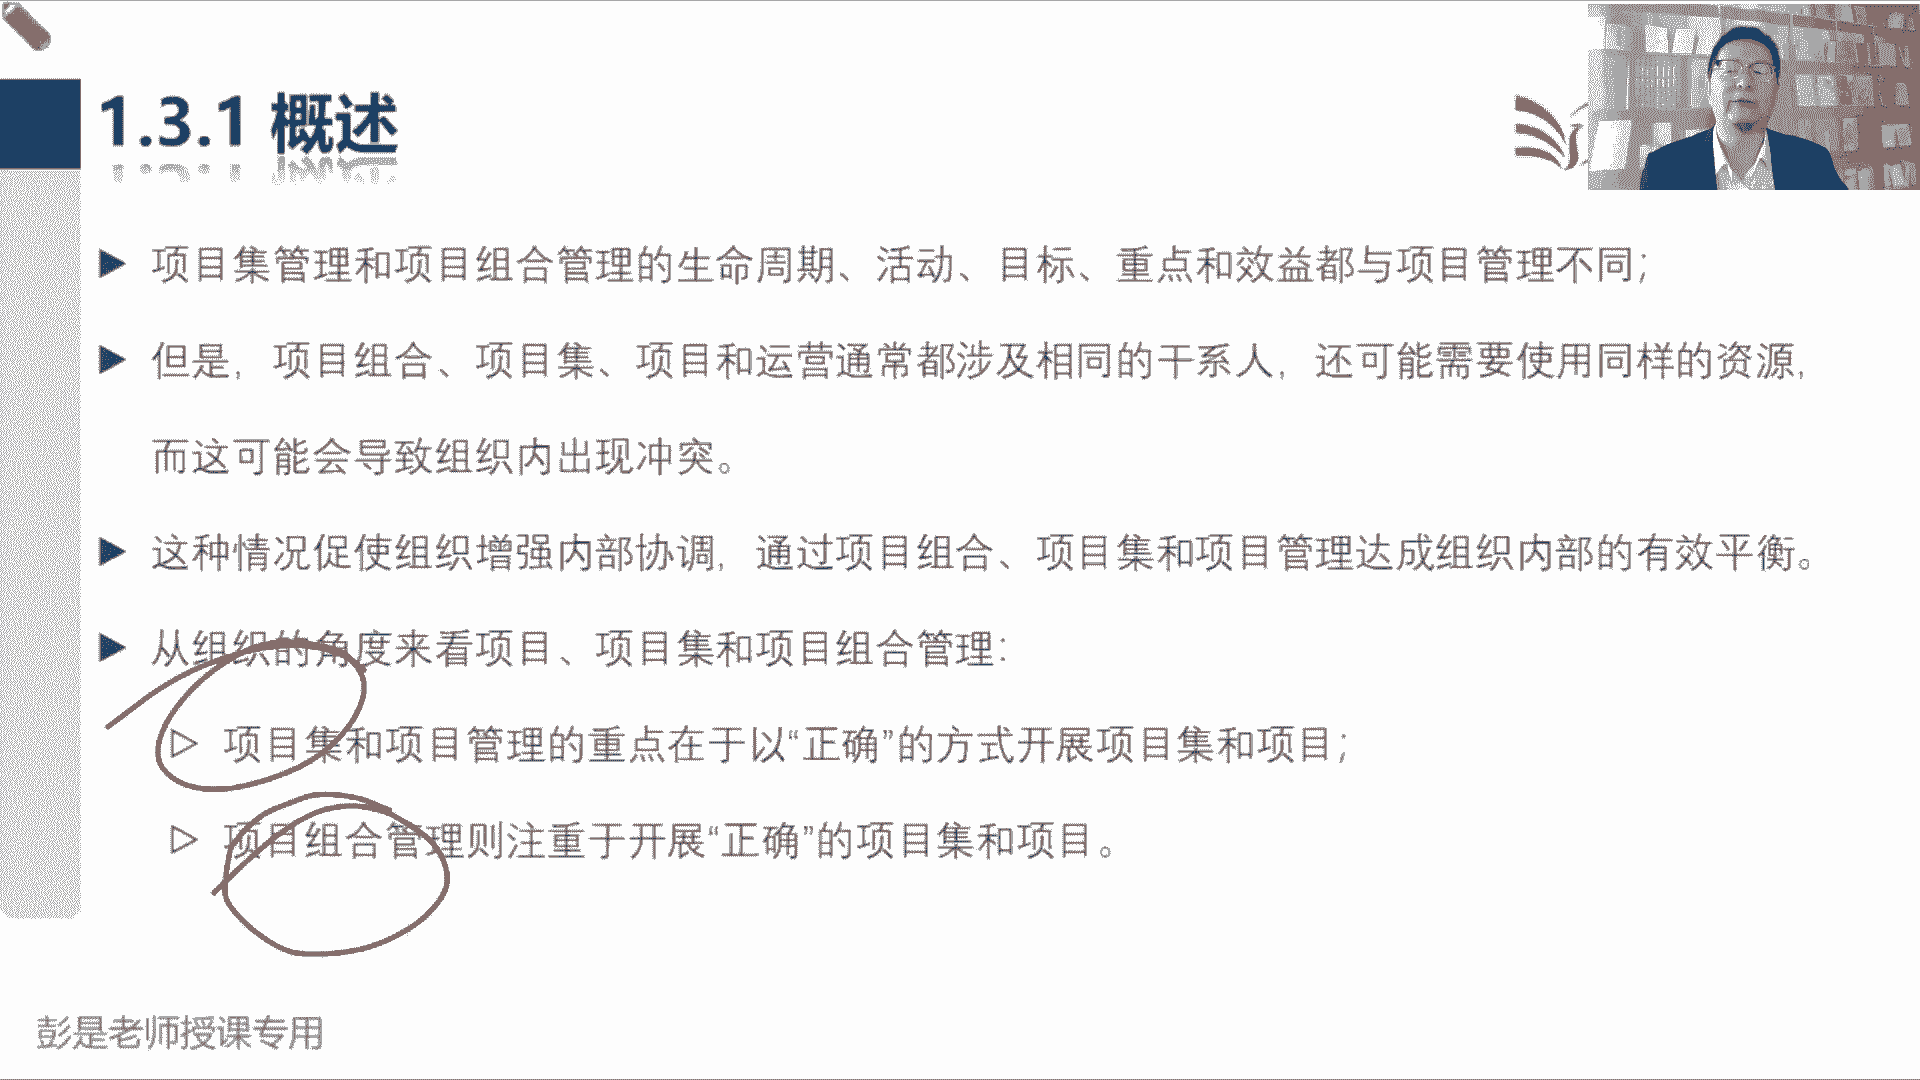 1.3.1 概述
项目集管理和项目组合管理的生命周期、活动、目标、重点和效益都与项目管理不同；
但是，项目组合、项目集、项目和运营通常都涉及相同的干系人，还可能需要使用同样的资源，
而这可能会导致组织内出现冲突。
这种情况促使组织增强内部协调，通过项目组合、项目集和项目管理达成组织内部的有效平衡。
从组织的角度来看项目、项目集和项目组合管理：
项目集和项目管理的重点在于以“正确”的方式开展项目集和项目；
项目组合管理则注重于开展“正确”的项目集和项目。
彭是老师授课专用